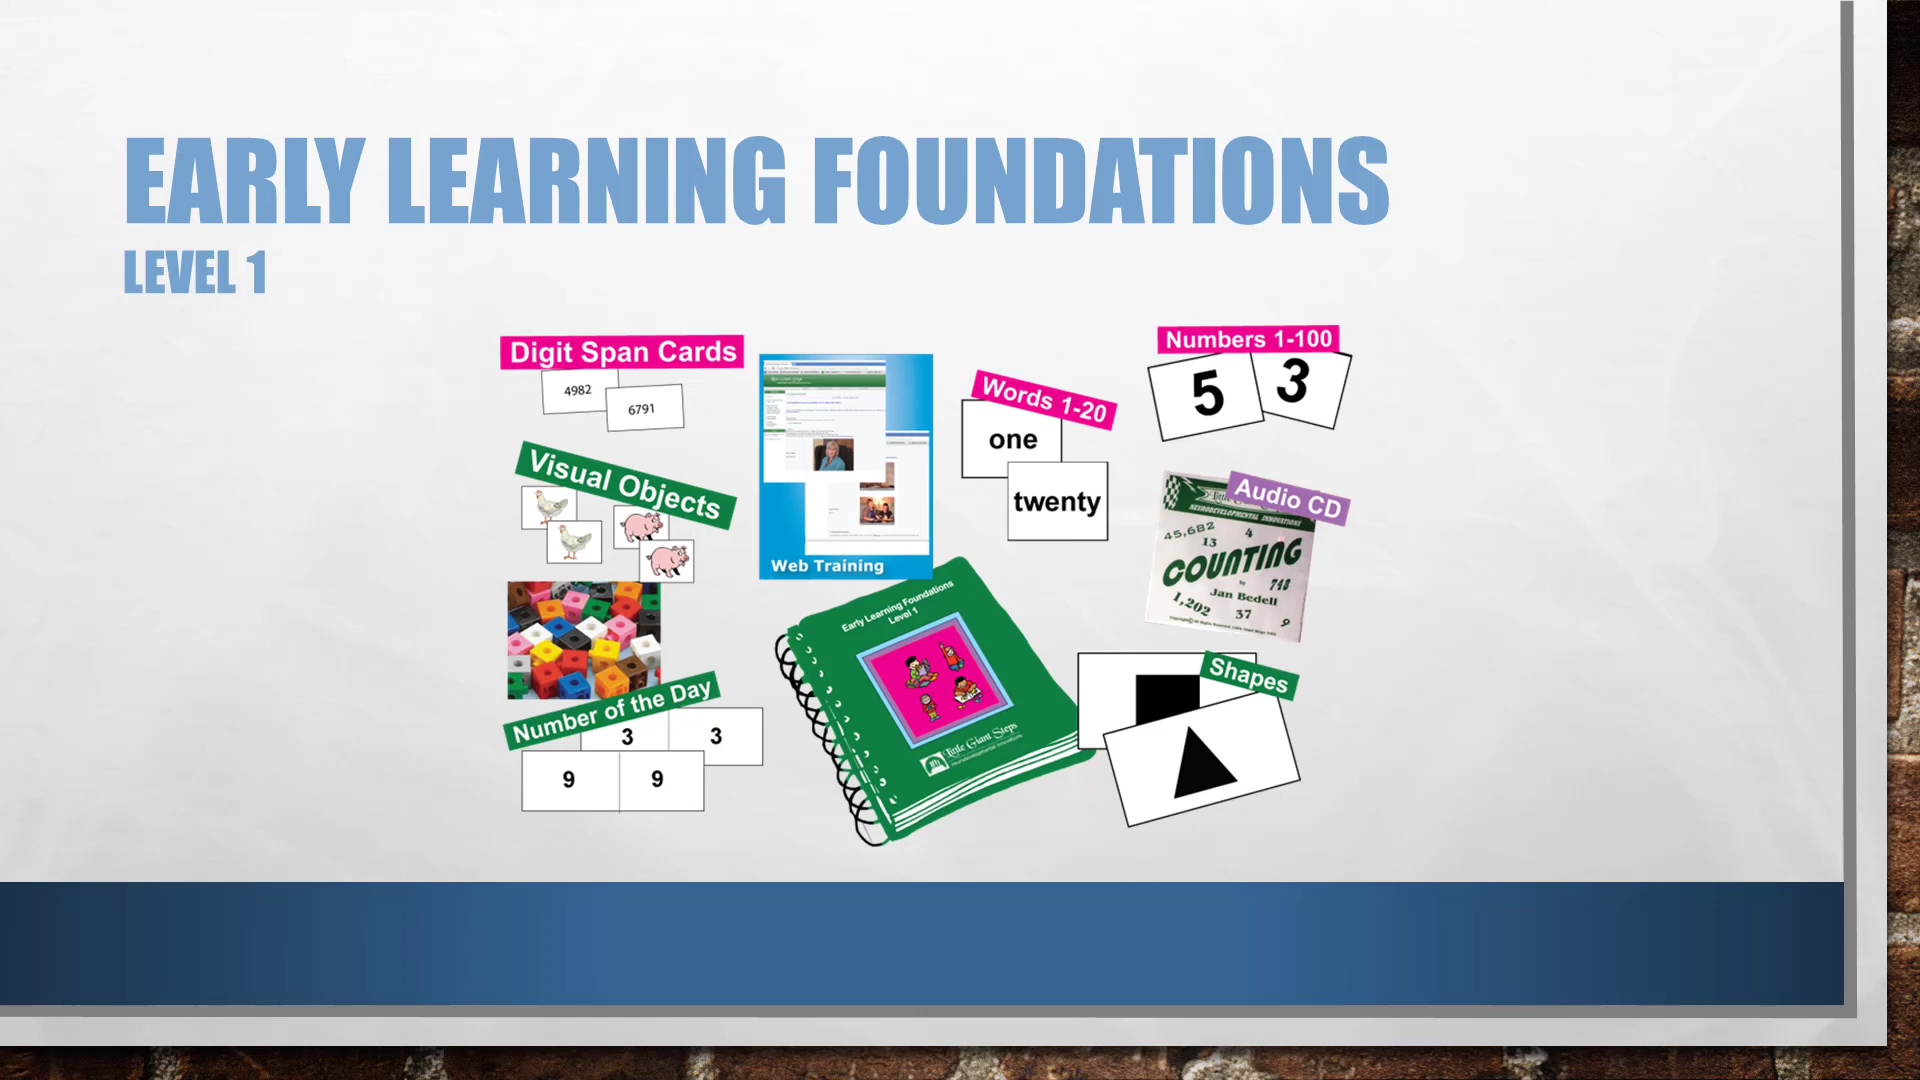 EARLY LEARNING FOUNDATIONS
LEVEL 1
Digit Span Cards
4982
6791
Visual Objects
Number of the Day
3 3
9 9
Web Training
Early Learning Foundations
Level 1
Little Giant Steps
neurodevelopmental innovations
Words 1-20
one
twenty
Numbers 1-100
5 3
Audio CD
NEURODEVELOPMENTAL INNOVATIONS
45,682
4
13
COUNTING
by
748
Jan Bedell
1,202
37
9
Shapes